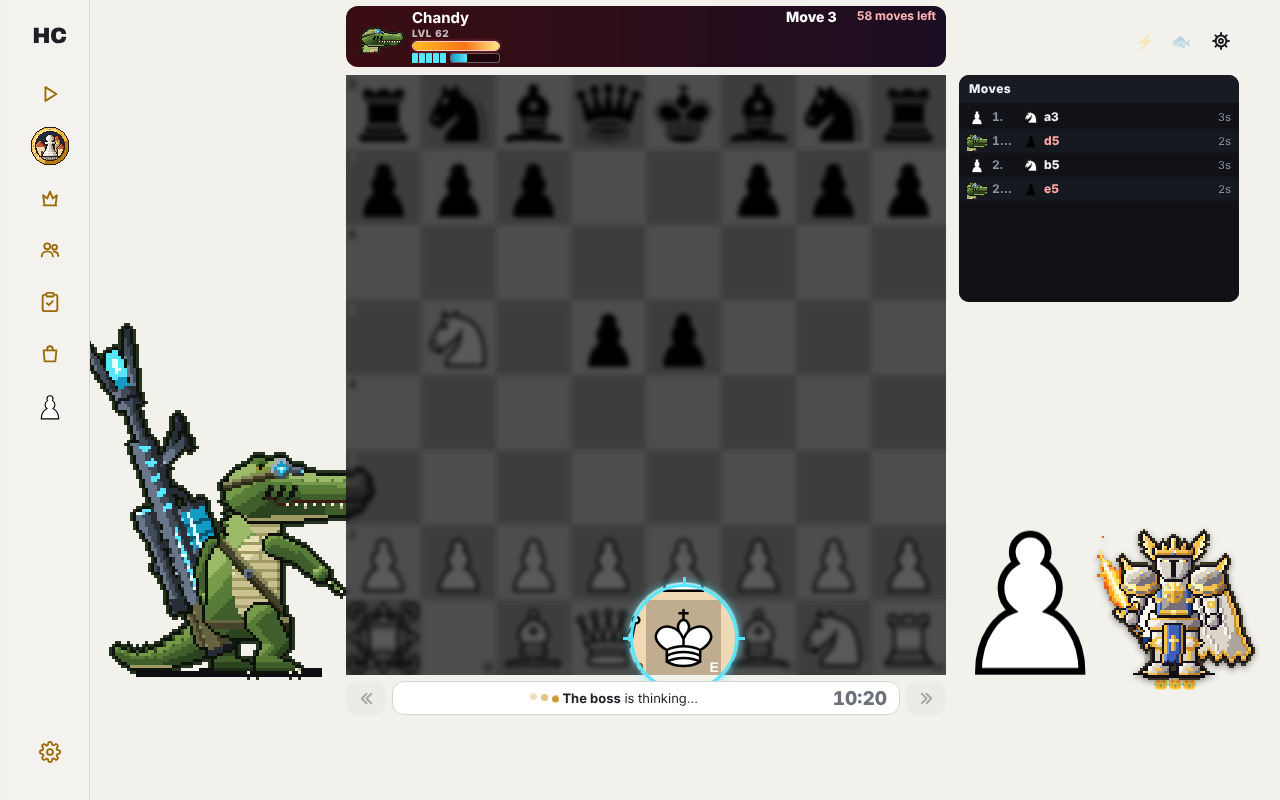 HC
Chandy
LVL 62
Move 3
58 moves left
Moves
1. a3 3s
1... d5 2s
2. b5 3s
2... e5 2s
E
The boss is thinking...
10:20